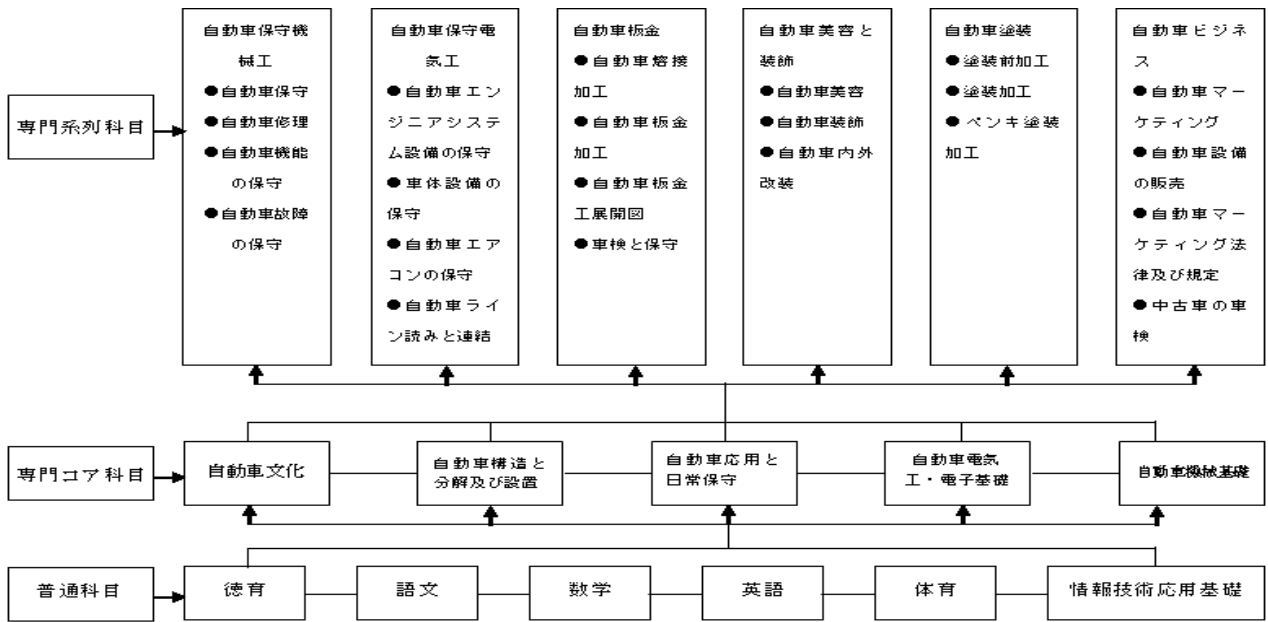 専門系列科目
自動車保守機
械工
●自動車保守
●自動車修理
●自動車機能
の保守
●自動車故障
の保守
自動車保守電
気工
●自動車エン
ジニアシステ
ム設備の保守
●車体設備の
保守
●自動車エア
コンの保守
●自動車ライ
ン読みと連結
自動車板金
●自動車熔接
加工
●自動車板金
加工
●自動車板金
工展開図
●車検と保守
自動車美容と
装飾
●自動車美容
●自動車装飾
●自動車内外
改装
自動車塗装
●塗装前加工
●塗装加工
●ペンキ塗装
加工
自動車ビジネ
ス
●自動車マー
ケティング
●自動車設備
の販売
●自動車マー
ケティング法
律及び規定
●中古車の車
検
専門コア科目
自動車文化
自動車構造と
分解及び設置
自動車応用と
日常保守
自動車電気
工・電子基礎
自動車機械基礎
普通科目
徳育
語文
数学
英語
体育
情報技術応用基礎